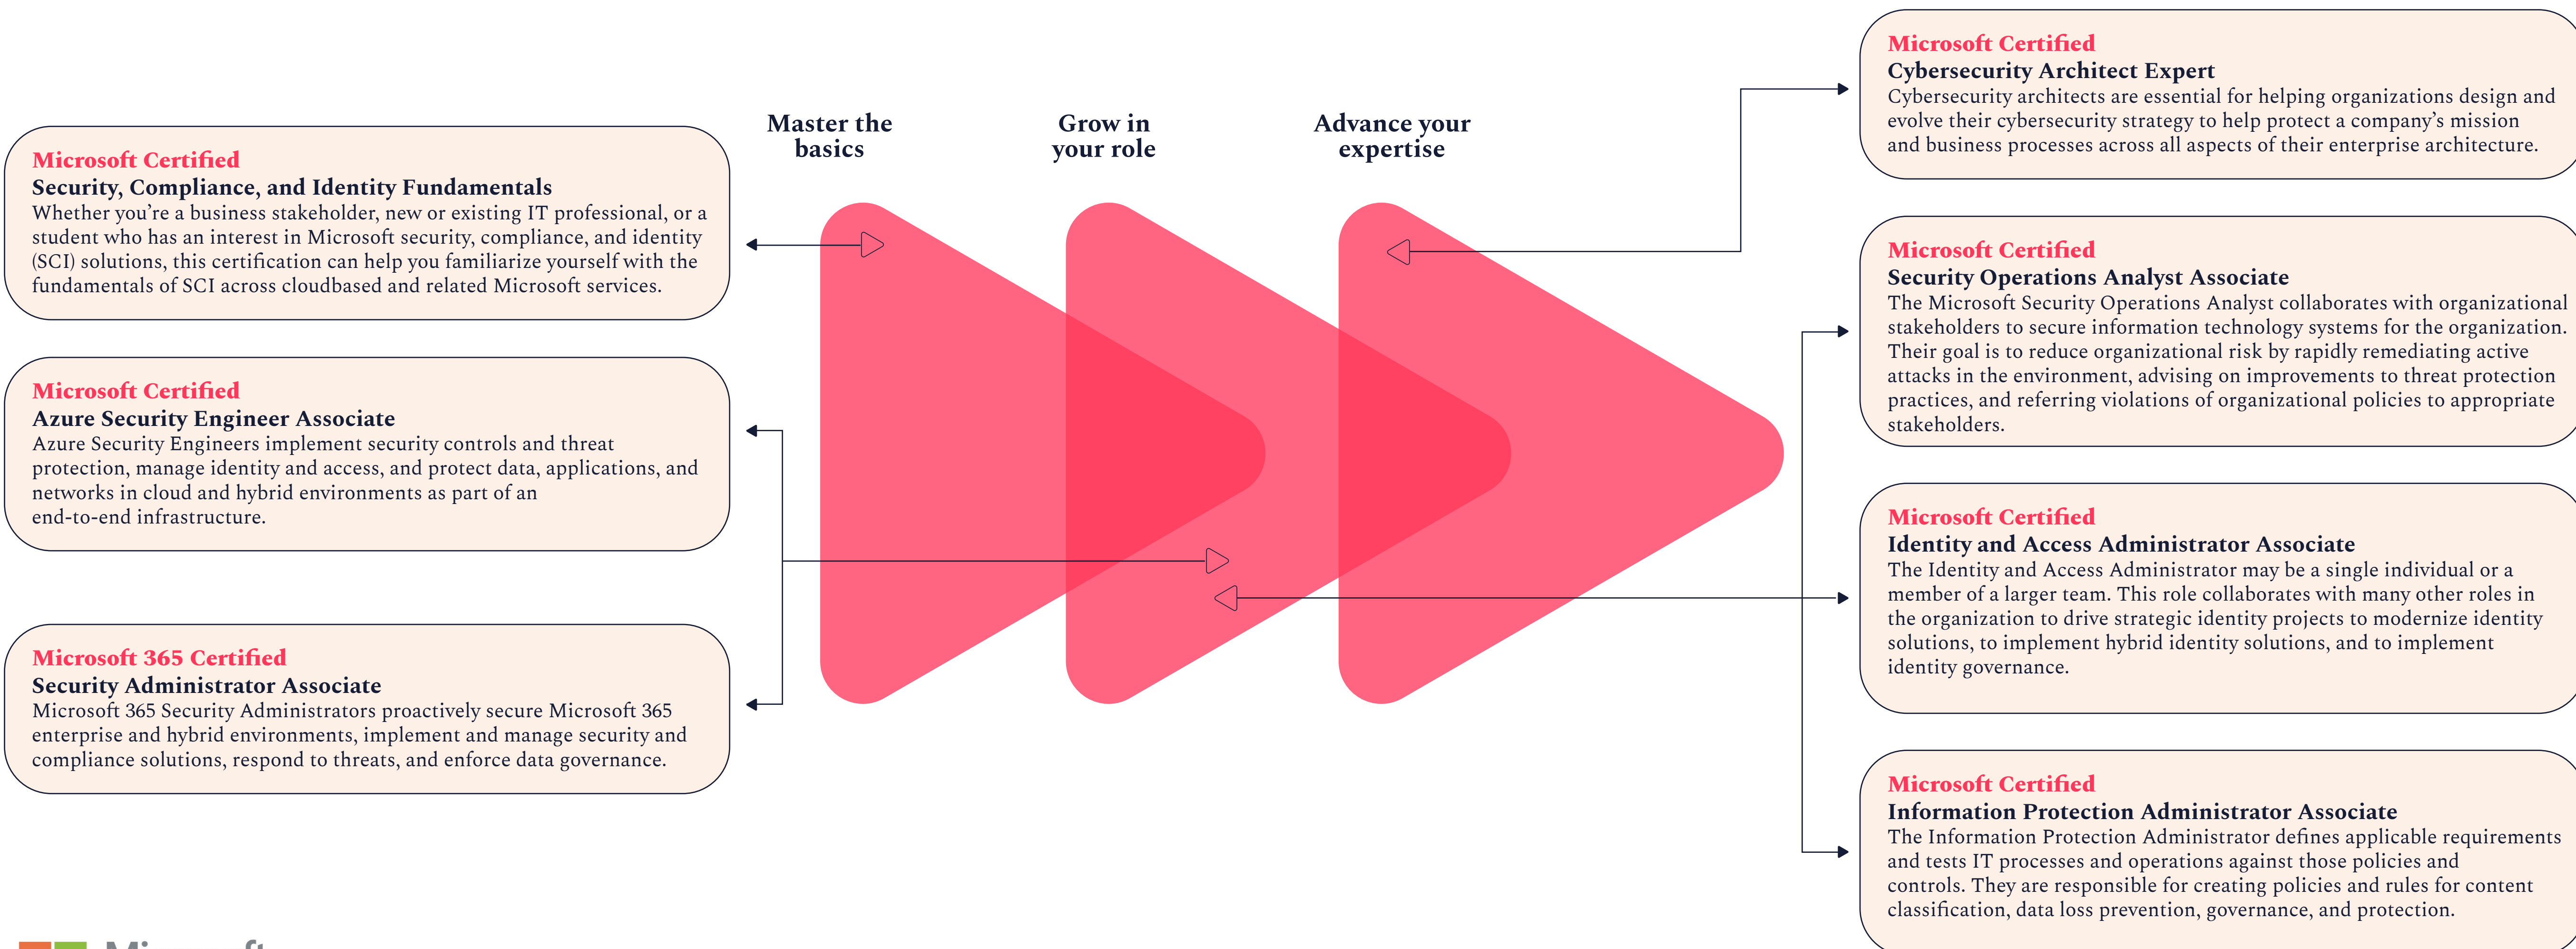 Microsoft Certified
Security, Compliance, and Identity Fundamentals
Whether you’re a business stakeholder, new or existing IT professional, or a
student who has an interest in Microsoft security, compliance, and identity
(SCI) solutions, this certification can help you familiarize yourself with the
fundamentals of SCI across cloudbased and related Microsoft services.
Microsoft Certified
Azure Security Engineer Associate
Azure Security Engineers implement security controls and threat
protection, manage identity and access, and protect data, applications, and
networks in cloud and hybrid environments as part of an
end-to-end infrastructure.
Microsoft 365 Certified
Security Administrator Associate
Microsoft 365 Security Administrators proactively secure Microsoft 365
enterprise and hybrid environments, implement and manage security and
compliance solutions, respond to threats, and enforce data governance.
Master the
basics
Grow in
your role
Advance your
expertise
Microsoft Certified
Cybersecurity Architect Expert
Cybersecurity architects are essential for helping organizations design and
evolve their cybersecurity strategy to help protect a company’s mission
and business processes across all aspects of their enterprise architecture.
Microsoft Certified
Security Operations Analyst Associate
The Microsoft Security Operations Analyst collaborates with organizational
stakeholders to secure information technology systems for the organization.
Their goal is to reduce organizational risk by rapidly remediating active
attacks in the environment, advising on improvements to threat protection
practices, and referring violations of organizational policies to appropriate
stakeholders.
Microsoft Certified
Identity and Access Administrator Associate
The Identity and Access Administrator may be a single individual or a
member of a larger team. This role collaborates with many other roles in
the organization to drive strategic identity projects to modernize identity
solutions, to implement hybrid identity solutions, and to implement
identity governance.
Microsoft Certified
Information Protection Administrator Associate
The Information Protection Administrator defines applicable requirements
and tests IT processes and operations against those policies and
controls. They are responsible for creating policies and rules for content
classification, data loss prevention, governance, and protection.
Microsoft